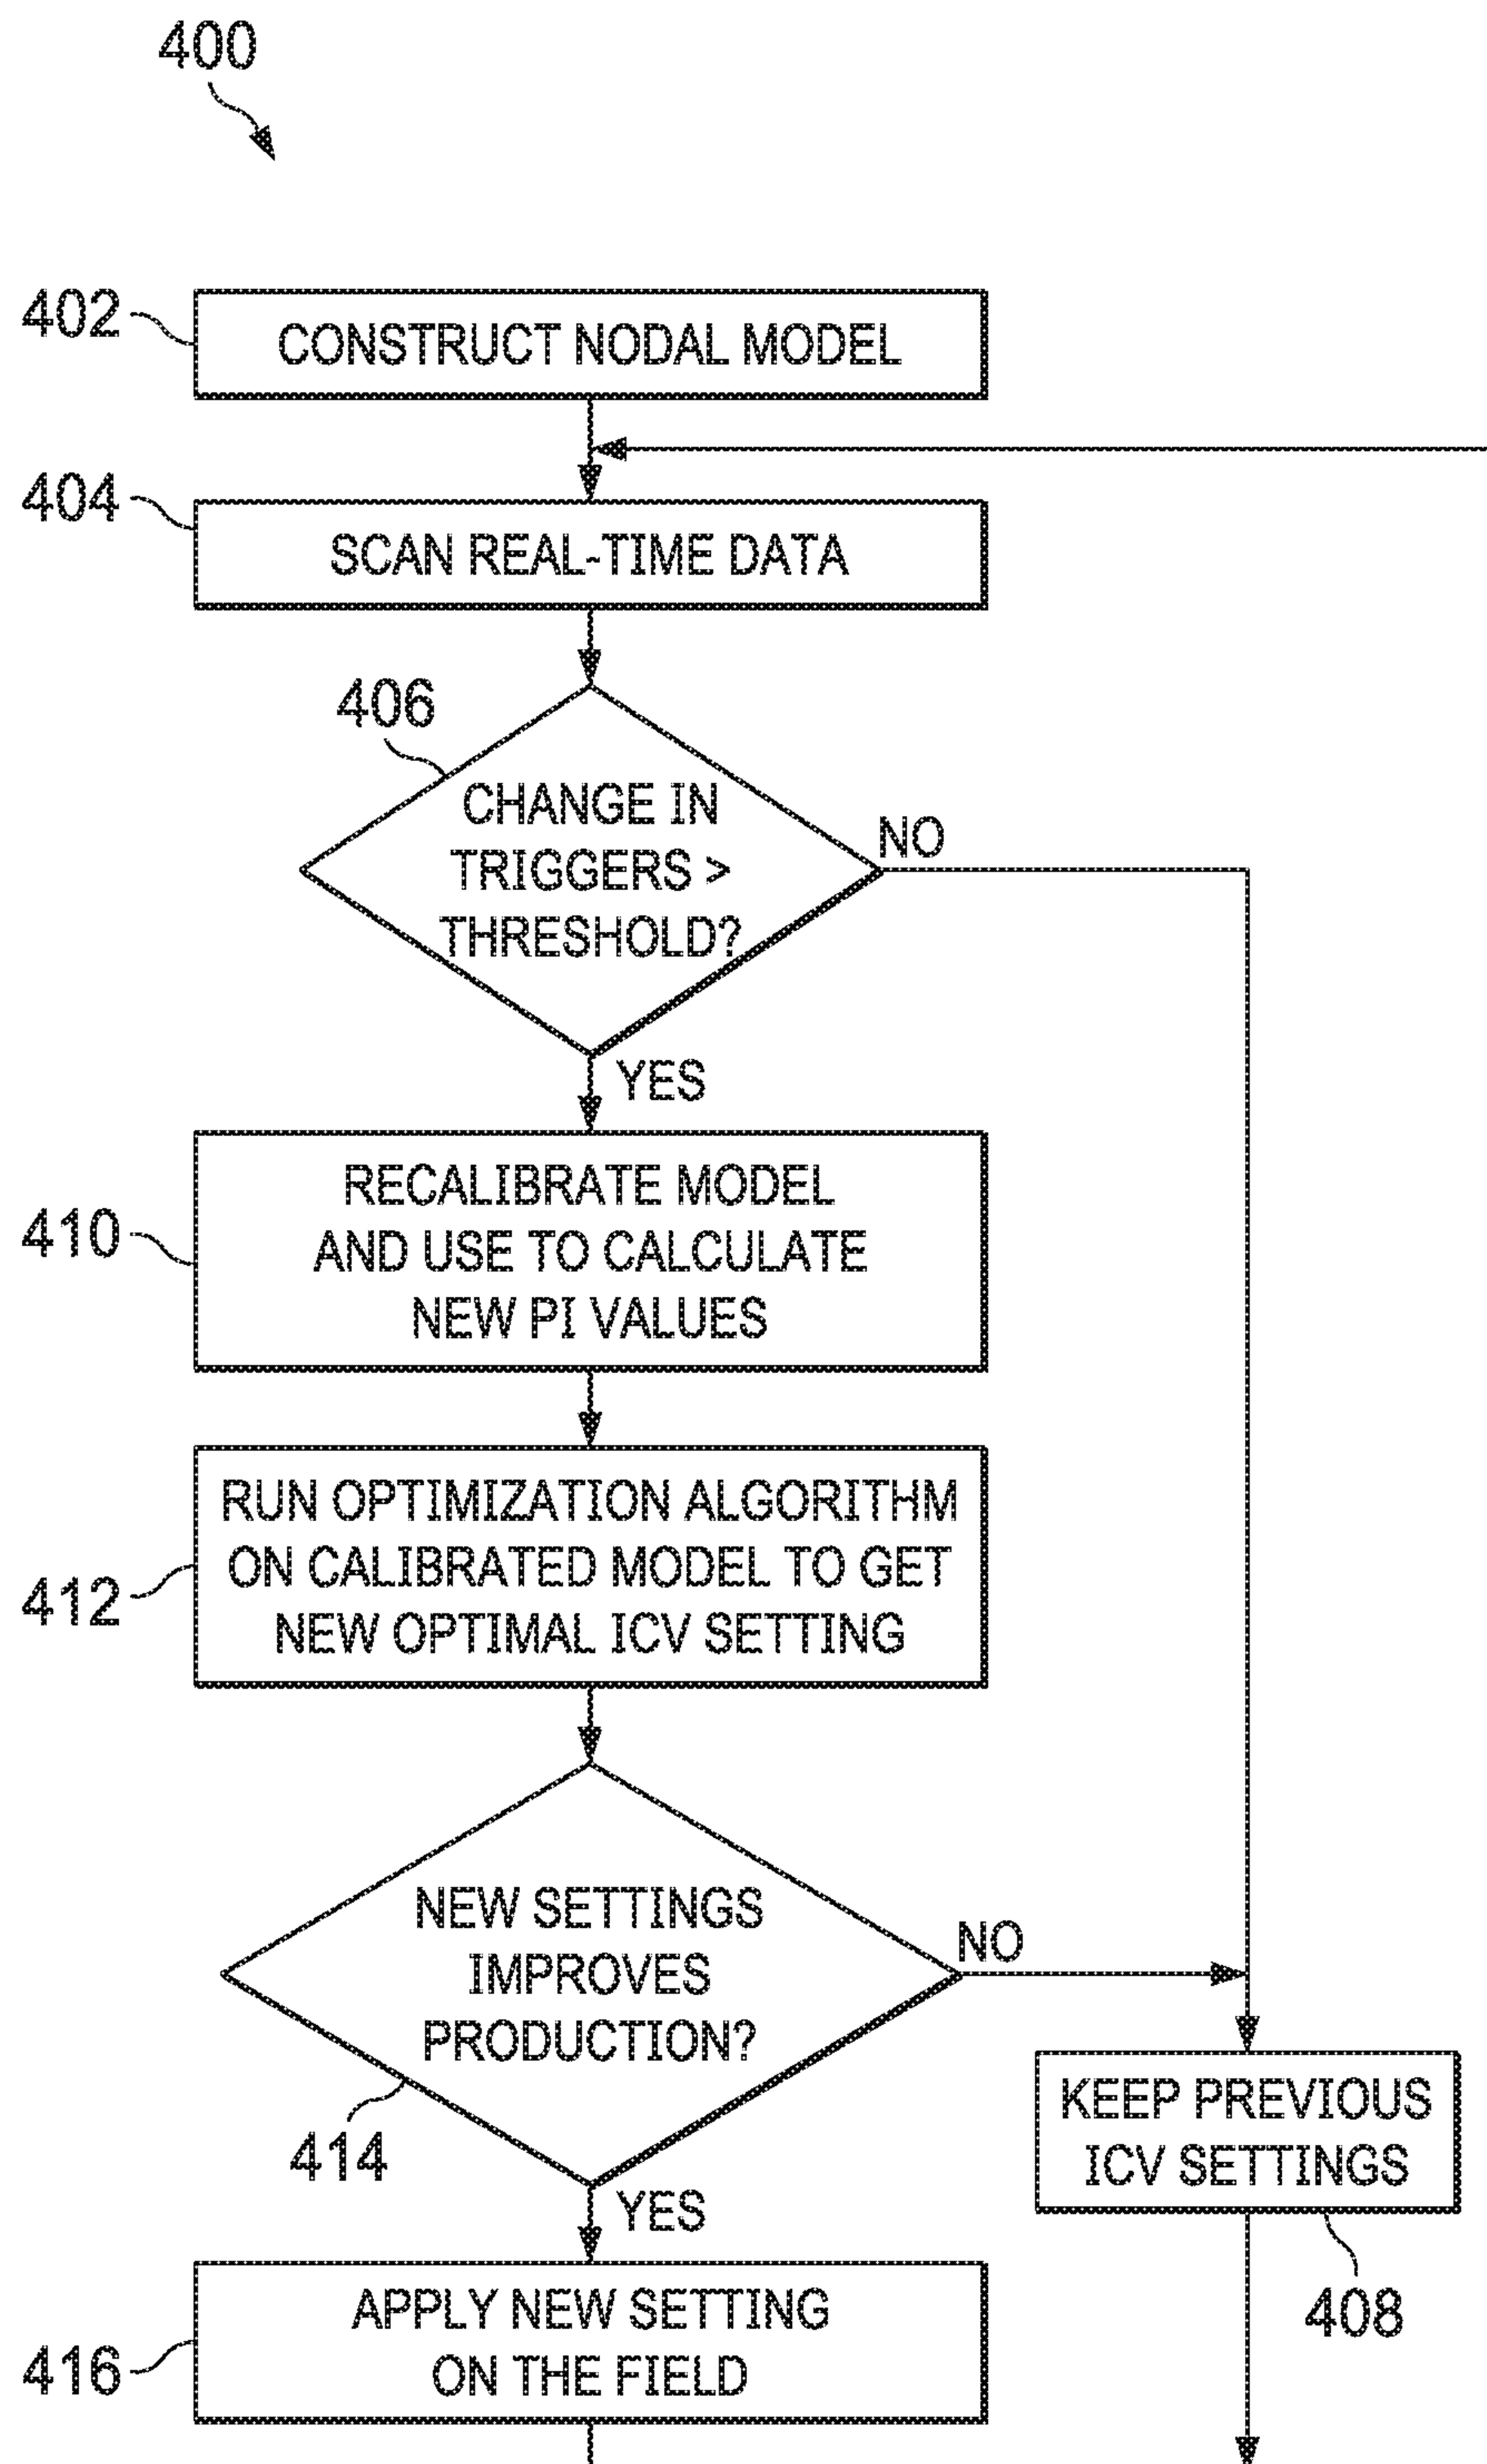 400
402
CONSTRUCT NODAL MODEL
404
SCAN REAL-TIME DATA
406
CHANGE IN
TRIGGERS >
THRESHOLD?
NO
YES
410
RECALIBRATE MODEL
AND USE TO CALCULATE
NEW PI VALUES
412
RUN OPTIMIZATION ALGORITHM
ON CALIBRATED MODEL TO GET
NEW OPTIMAL ICV SETTING
NEW SETTINGS
IMPROVES
PRODUCTION?
NO
414
YES
KEEP PREVIOUS
ICV SETTINGS
408
416
APPLY NEW SETTING
ON THE FIELD